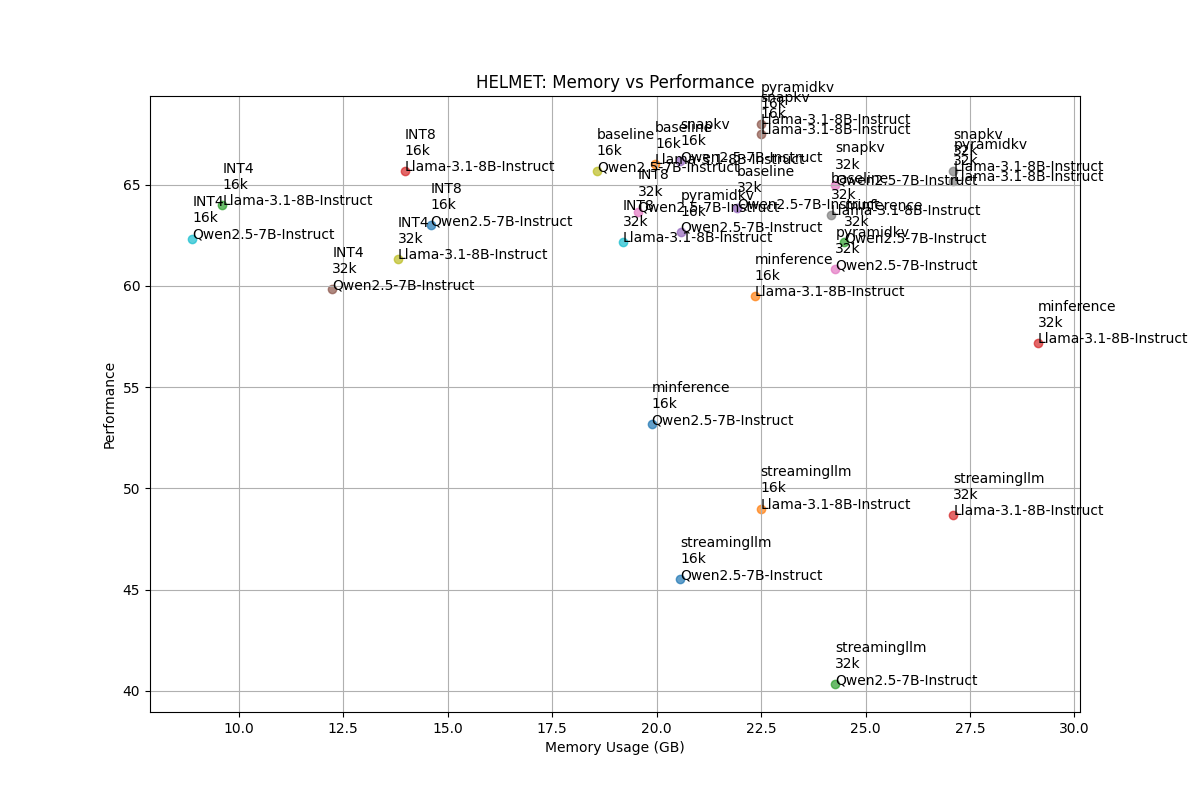 HELMET: Memory vs Performance
pyramidkv
16k
Llama-3.1-8B-Instruct
snapkv
16k
Llama-3.1-8B-Instruct
baseline
16k
Llama-3.1-8B-Instruct
snapkv
16k
Qwen2.5-7B-Instruct
baseline
16k
Qwen2.5-7B-Instruct
INT8
16k
Llama-3.1-8B-Instruct
snapkv
32k
Llama-3.1-8B-Instruct
pyramidkv
32k
Llama-3.1-8B-Instruct
snapkv
32k
Qwen2.5-7B-Instruct
INT4
16k
Llama-3.1-8B-Instruct
baseline
32k
Qwen2.5-7B-Instruct
INT8
32k
Qwen2.5-7B-Instruct
baseline
32k
Llama-3.1-8B-Instruct
INT8
16k
Qwen2.5-7B-Instruct
pyramidkv
16k
Qwen2.5-7B-Instruct
INT4
16k
Qwen2.5-7B-Instruct
INT8
32k
Llama-3.1-8B-Instruct
minference
32k
Qwen2.5-7B-Instruct
INT4
32k
Llama-3.1-8B-Instruct
pyramidkv
32k
Qwen2.5-7B-Instruct
INT4
32k
Qwen2.5-7B-Instruct
minference
16k
Llama-3.1-8B-Instruct
minference
32k
Llama-3.1-8B-Instruct
minference
16k
Qwen2.5-7B-Instruct
streamingllm
16k
Llama-3.1-8B-Instruct
streamingllm
32k
Llama-3.1-8B-Instruct
streamingllm
16k
Qwen2.5-7B-Instruct
streamingllm
32k
Qwen2.5-7B-Instruct
65
60
55
50
45
40
Performance
10.0
12.5
15.0
17.5
20.0
22.5
25.0
27.5
30.0
Memory Usage (GB)